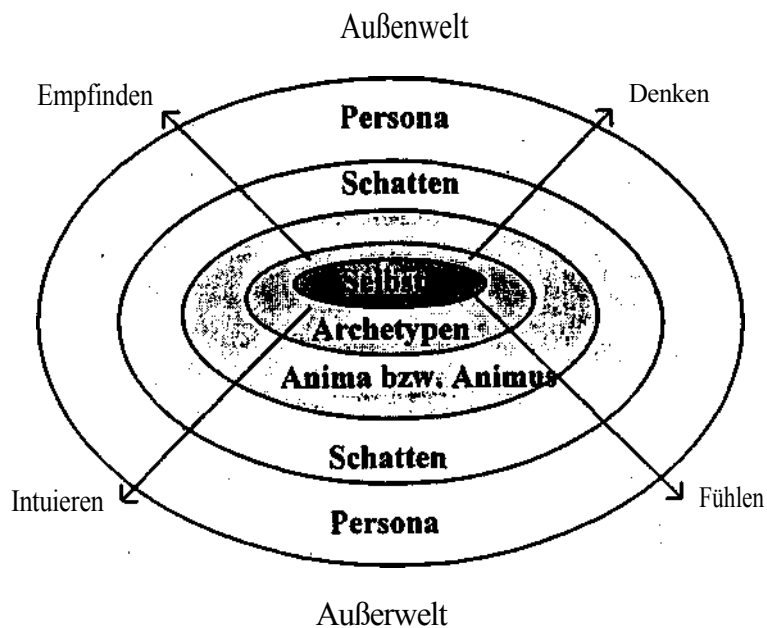 Außenwelt
Empfinden
Denken
Persona
Schatten
Selbst
Archetypen
Anima bzw. Animus
Schatten
Intuieren
Fühlen
Persona
Außerwelt